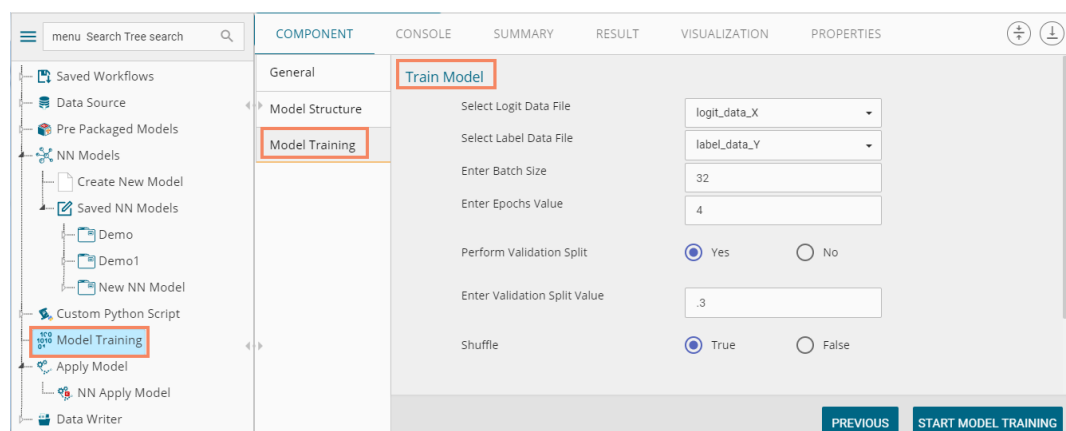 menu Search Tree search
COMPONENT CONSOLE SUMMARY RESULT VISUALIZATION PROPERTIES
Saved Workflows
Data Source
Pre Packaged Models
NN Models
Create New Model
Saved NN Models
Demo
Demo1
New NN Model
Custom Python Script
Model Training
Apply Model
NN Apply Model
Data Writer
General
Model Structure
Model Training
Train Model
Select Logit Data File logit_data_X
Select Label Data File label_data_Y
Enter Batch Size 32
Enter Epochs Value 4
Perform Validation Split Yes No
Enter Validation Split Value .3
Shuffle True False
PREVIOUS START MODEL TRAINING